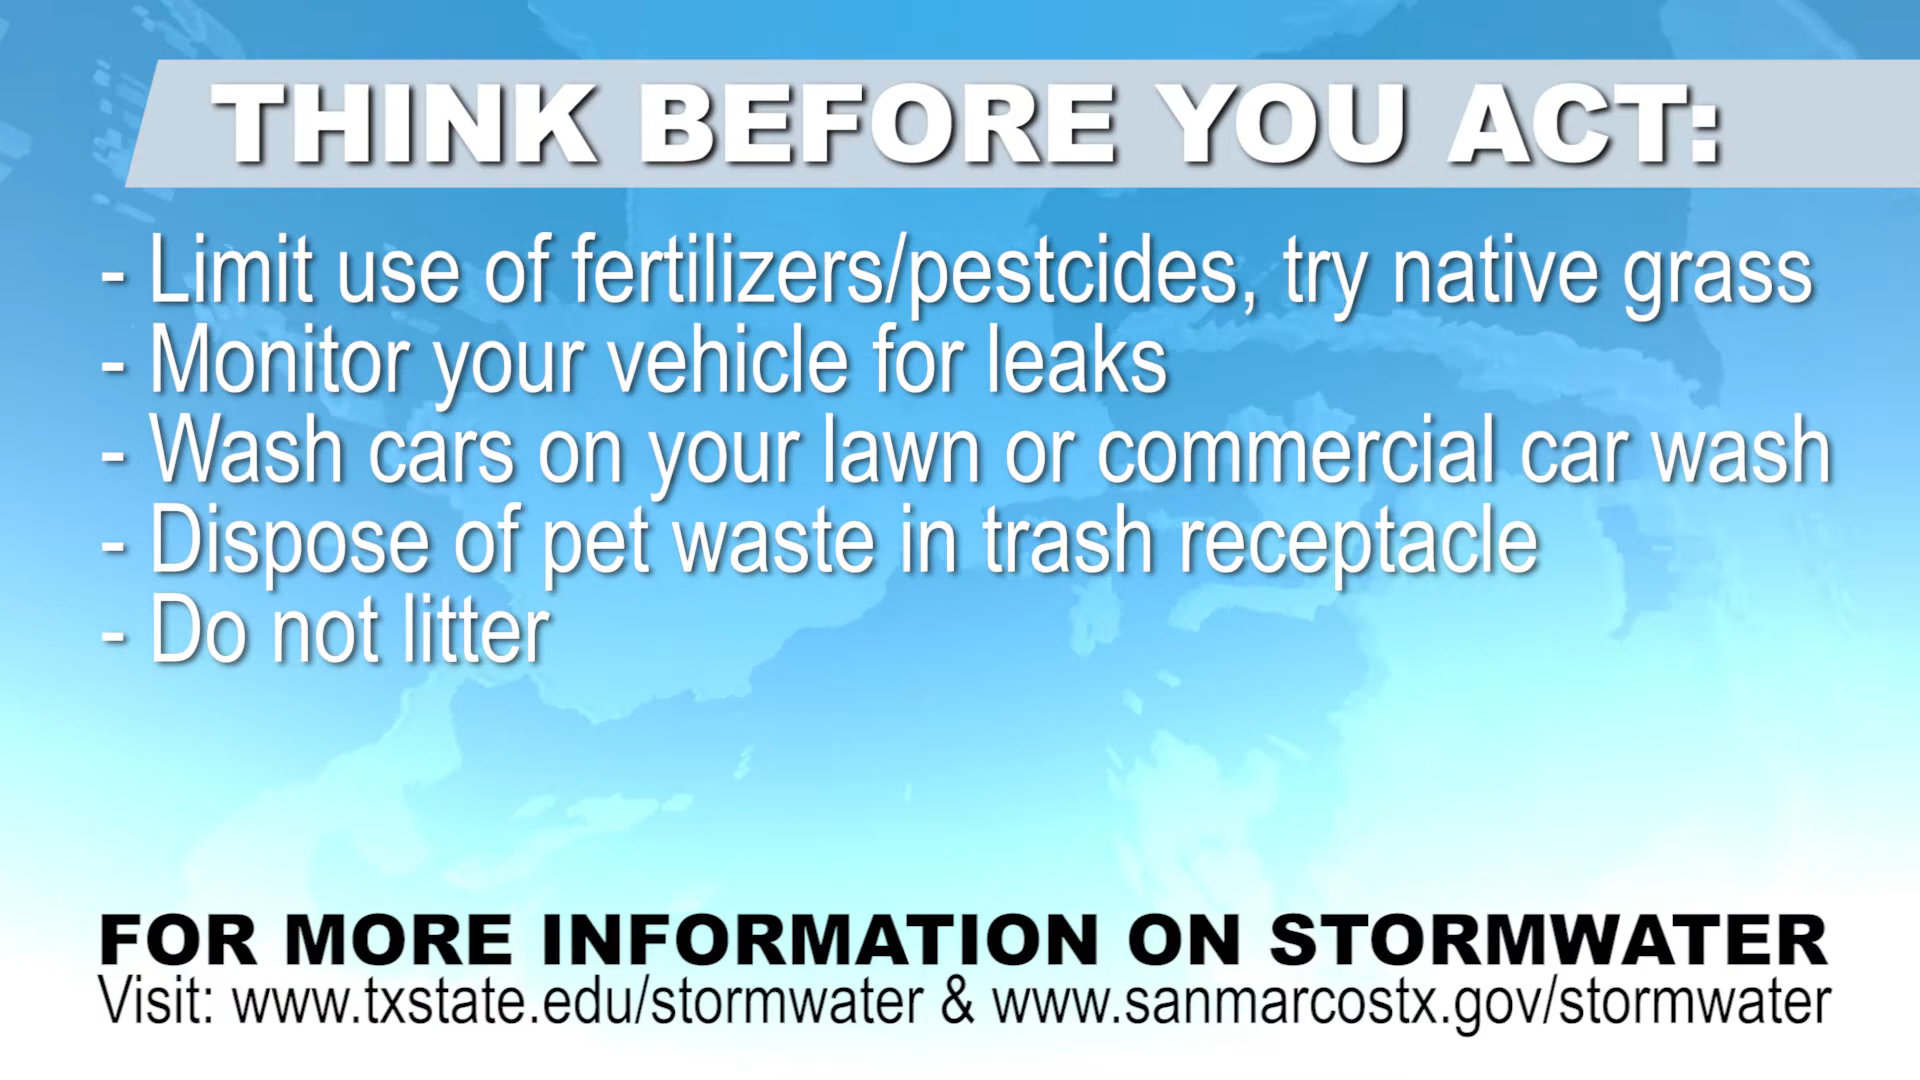 THINK BEFORE YOU ACT:
- Limit use of fertilizers/pestcides, try native grass
- Monitor your vehicle for leaks
- Wash cars on your lawn or commercial car wash
- Dispose of pet waste in trash receptacle
- Do not litter
FOR MORE INFORMATION ON STORMWATER
Visit: www.txstate.edu/stormwater & www.sanmarcostx.gov/stormwater